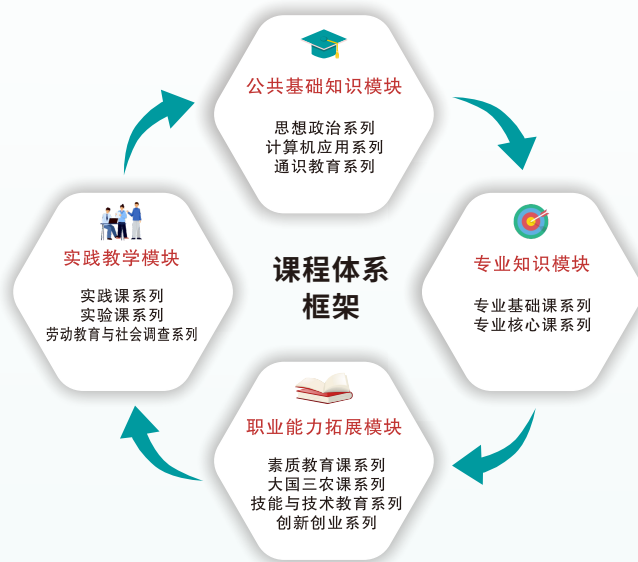 公共基础知识模块
思想政治系列
计算机应用系列
通识教育系列
实践教学模块
实践课系列
实验课系列
劳动教育与社会调查系列
课程体系
框架
专业知识模块
专业基础课系列
专业核心课系列
职业能力拓展模块
素质教育课系列
大国三农课系列
技能与技术教育系列
创新创业系列